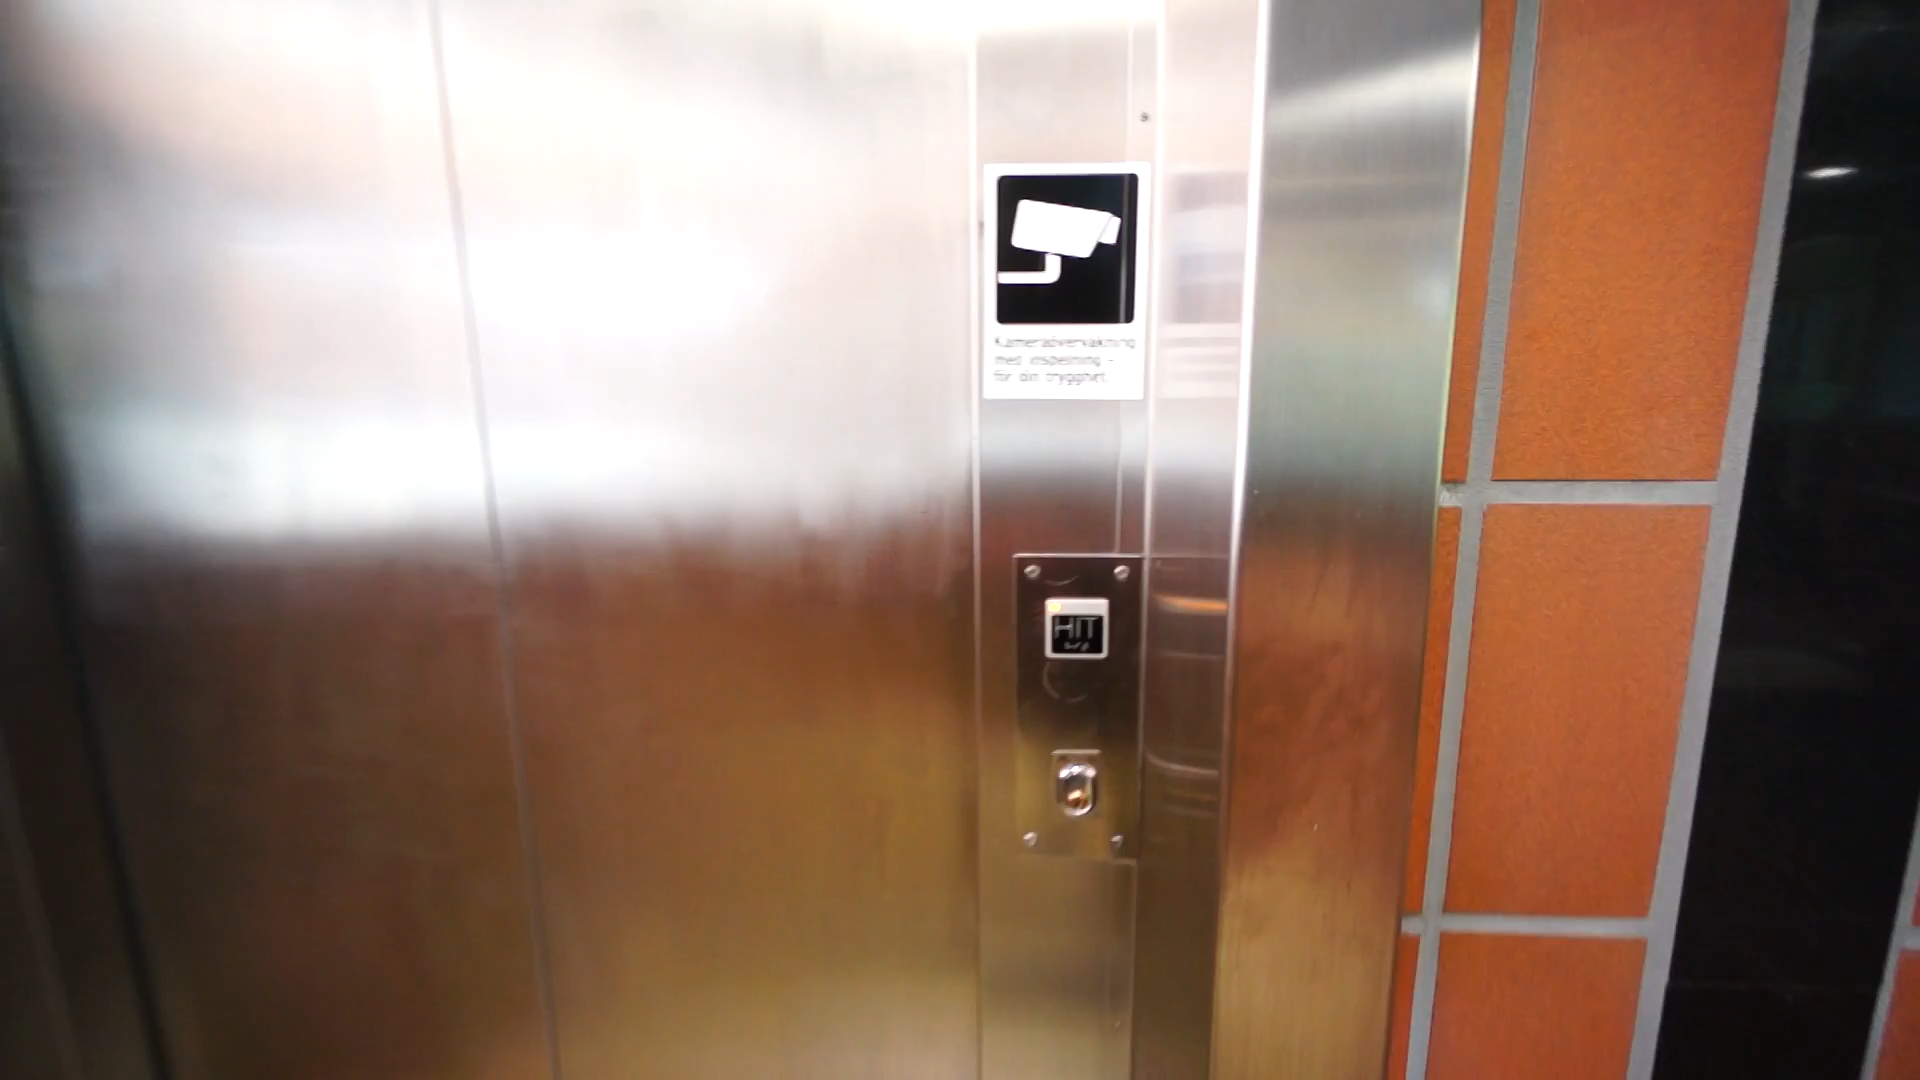 Kameraövervakning
med inspelning -
för din trygghet.
HIT